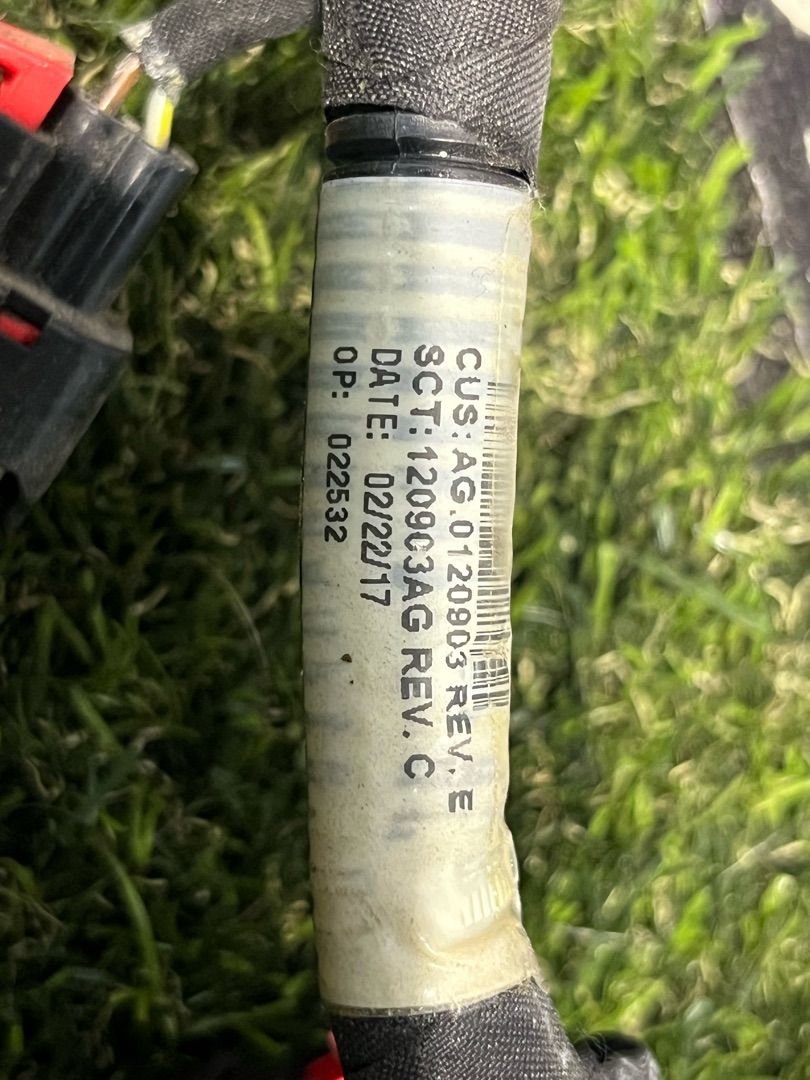 CUS: AG.0120903 REV. E
SCT: 120903AG REV. C
DATE: 02/22/17
OP: 022532